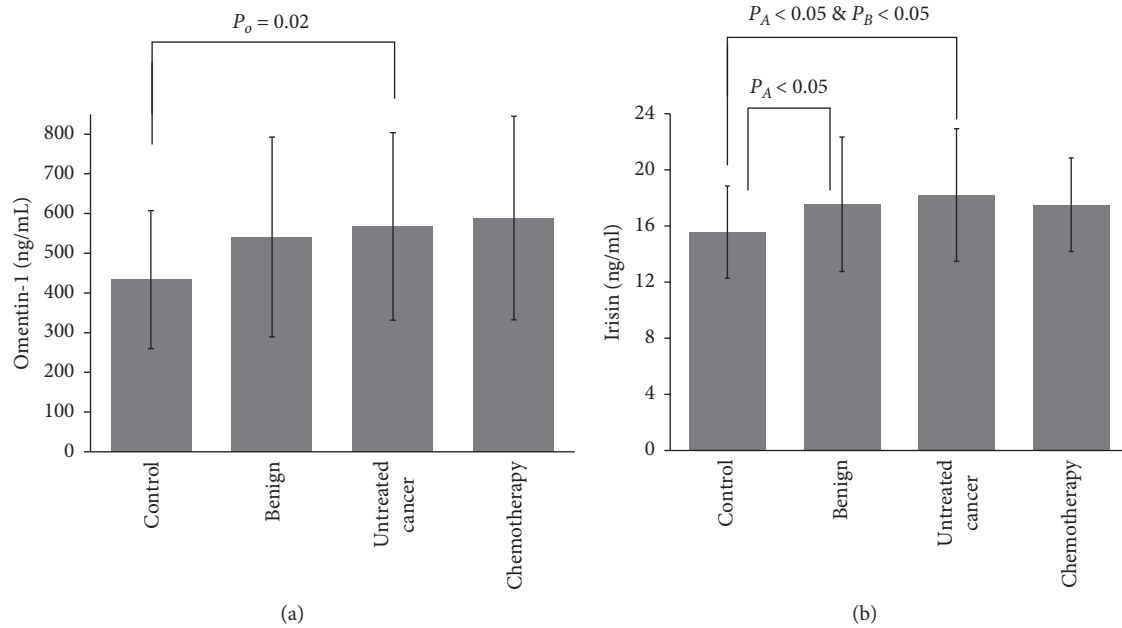 P_o = 0.02
Omentin-1 (ng/mL)
800
700
600
500
400
300
200
100
0
Control
Benign
Untreated
cancer
Chemotherapy
(a)
P_A < 0.05 & P_B < 0.05
P_A < 0.05
Irisin (ng/ml)
24
20
16
12
8
4
0
Control
Benign
Untreated
cancer
Chemotherapy
(b)